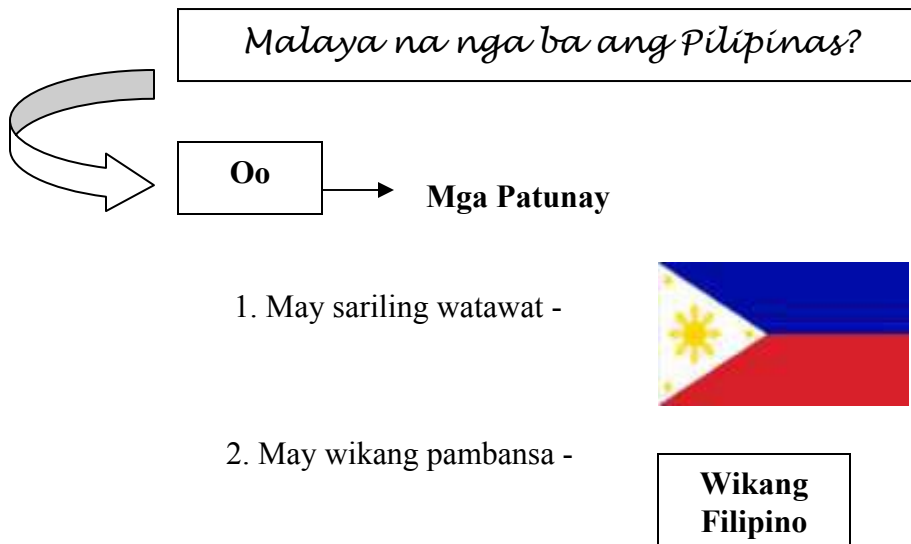 Malaya na nga ba ang Pilipinas?
Oo
Mga Patunay
1. May sariling watawat -
2. May wikang pambansa -
Wikang
Filipino